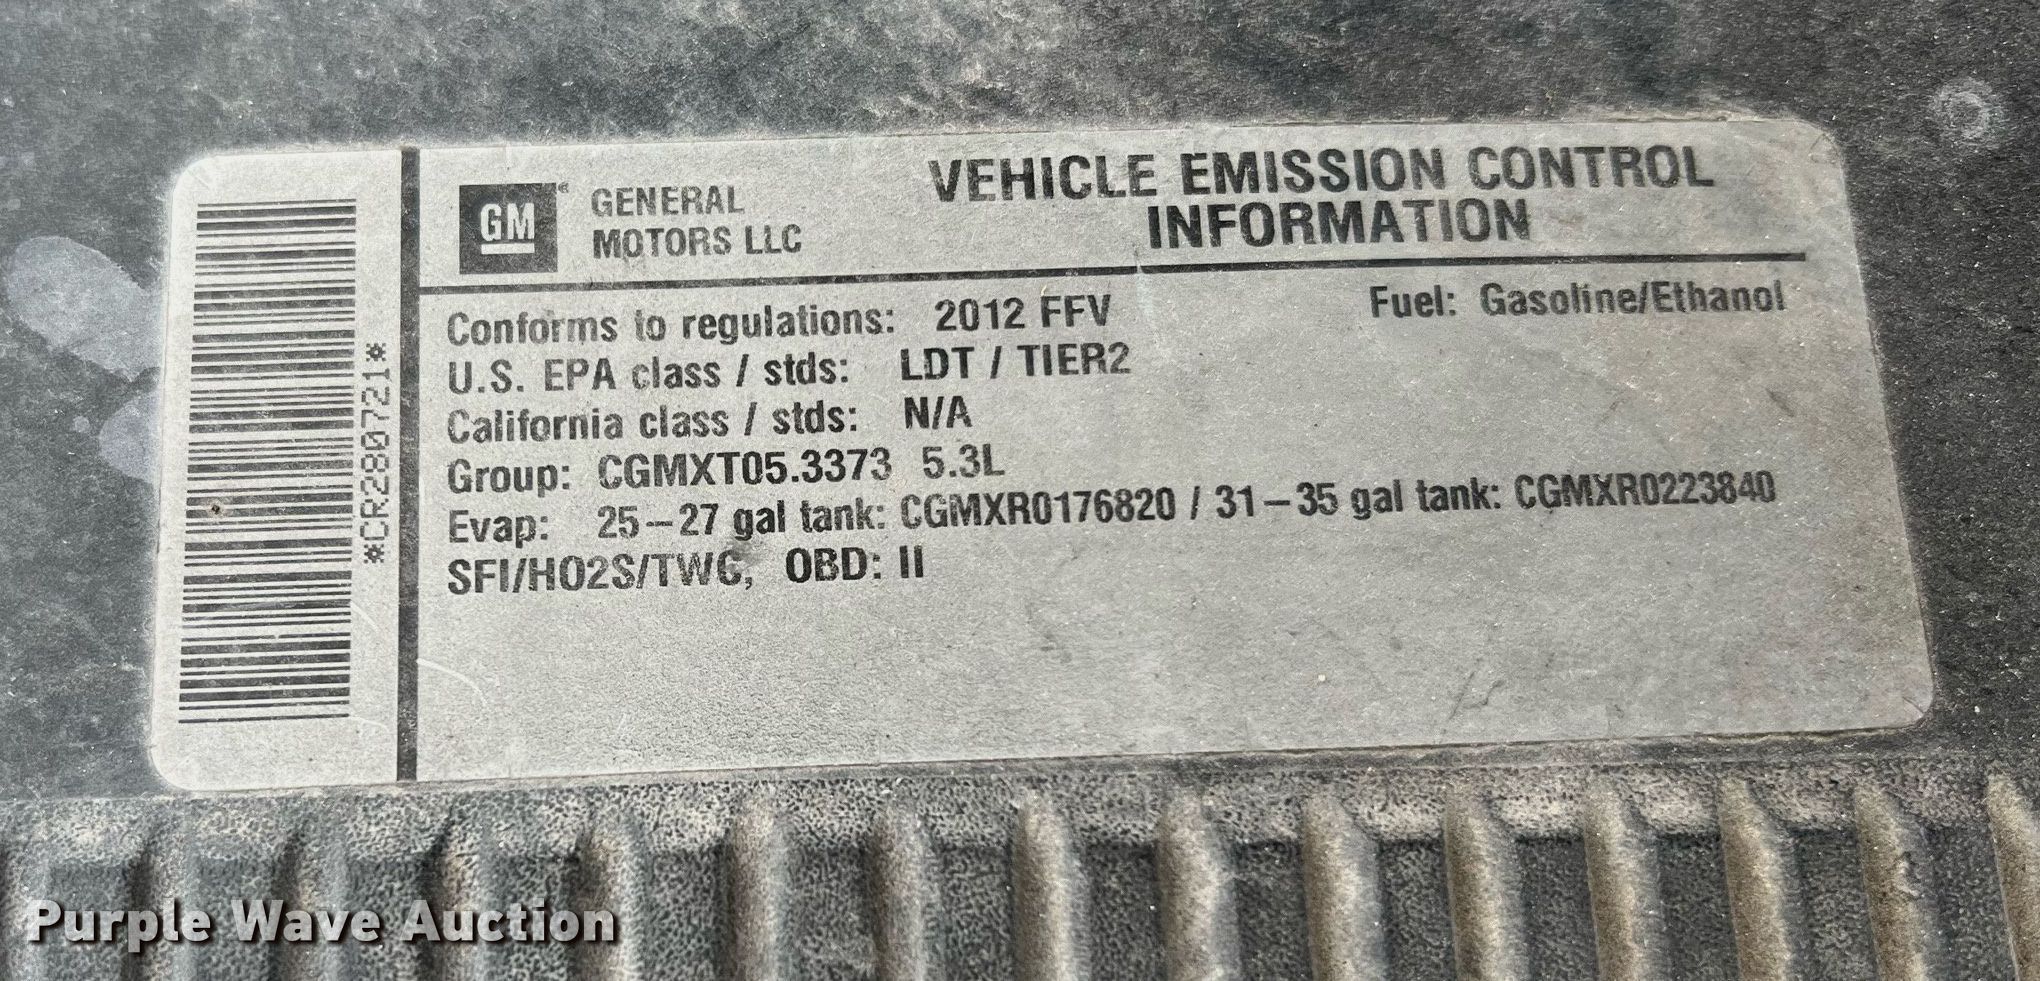 GM
GENERAL
MOTORS LLC
VEHICLE EMISSION CONTROL
INFORMATION
Conforms to regulations: 2012 FFV
Fuel: Gasoline/Ethanol
U.S. EPA class / stds: LDT / TIER2
California class / stds: N/A
Group: CGMXT05.3373 5.3L
Evap: 25-27 gal tank: CGMXR0176820 / 31-35 gal tank: CGMXR0223840
SFI/HO2S/TWC, OBD: II
*CR280721*
Purple Wave Auction